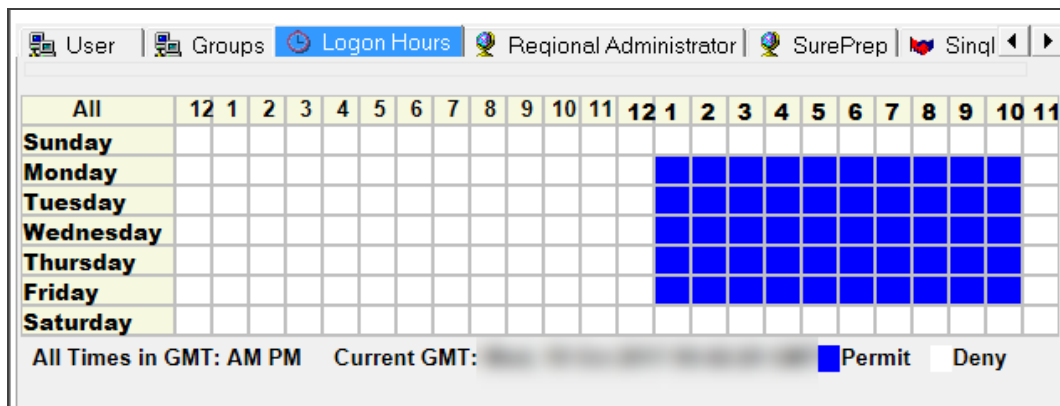 User Groups Logon Hours Regional Administrator SurePrep Singl
All 12 1 2 3 4 5 6 7 8 9 10 11 12 1 2 3 4 5 6 7 8 9 10 11
Sunday
Monday
Tuesday
Wednesday
Thursday
Friday
Saturday
All Times in GMT: AM PM Current GMT: Permit Deny